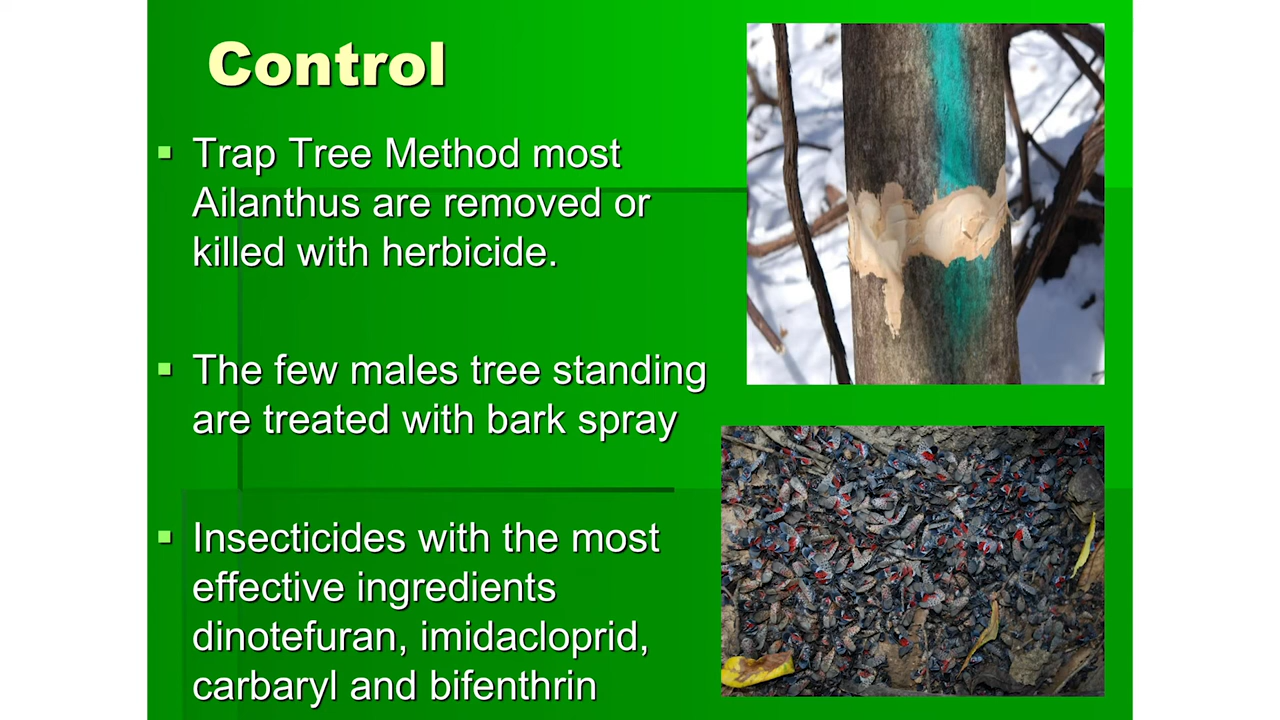 Control
Trap Tree Method most
Ailanthus are removed or
killed with herbicide.
The few males tree standing
are treated with bark spray
Insecticides with the most
effective ingredients
dinotefuran, imidacloprid,
carbaryl and bifenthrin